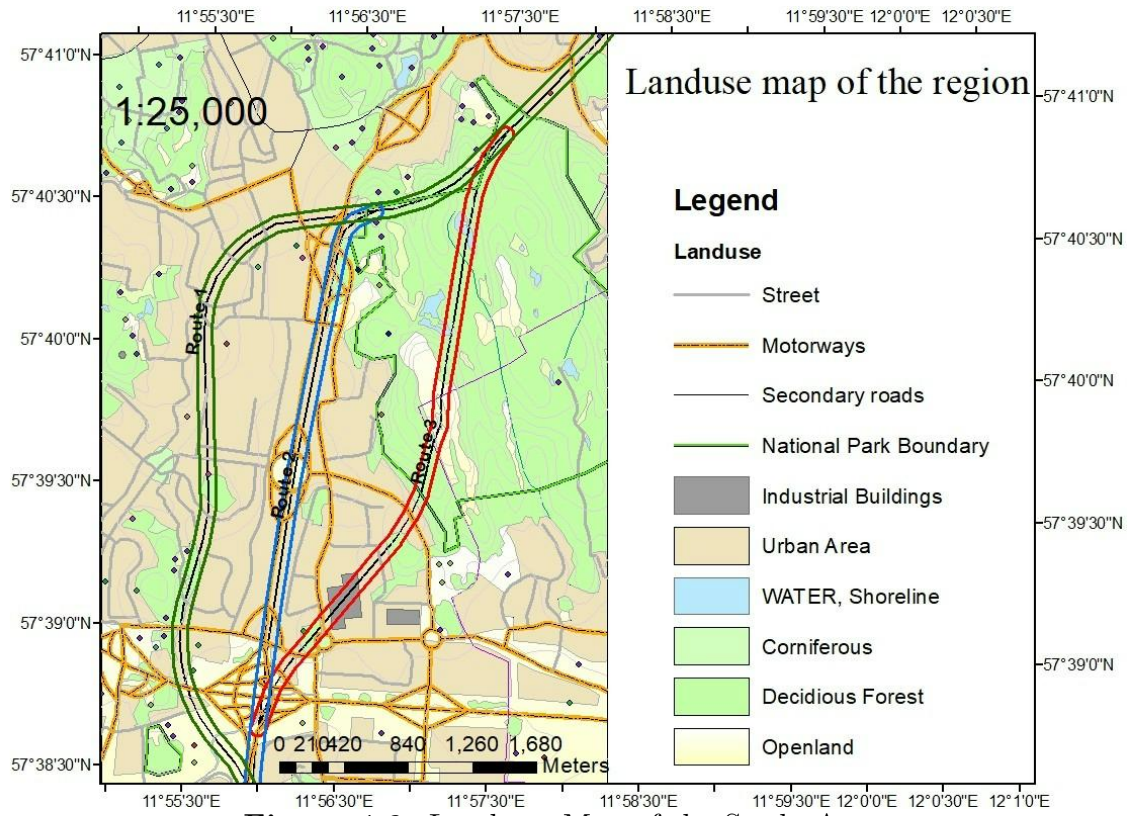 11°55'30"E 11°56'30"E 11°57'30"E 11°58'30"E 11°59'30"E 12°0'0"E 12°0'30"E
57°41'0"N
Landuse map of the region
57°41'0"N
1:25,000
57°40'30"N
Legend
57°40'30"N
Landuse
Street
Route 1
57°40'0"N
Motorways
57°40'0"N
Secondary roads
Route 3
National Park Boundary
Route 2
57°39'30"N
Industrial Buildings
57°39'30"N
Urban Area
WATER, Shoreline
57°39'0"N
Corniferous
57°39'0"N
Decidious Forest
0 210 420 840 1,260 1,680
Meters
Openland
57°38'30"N
11°55'30"E 11°56'30"E 11°57'30"E 11°58'30"E 11°59'30"E 12°0'0"E 12°0'30"E 12°1'0"E